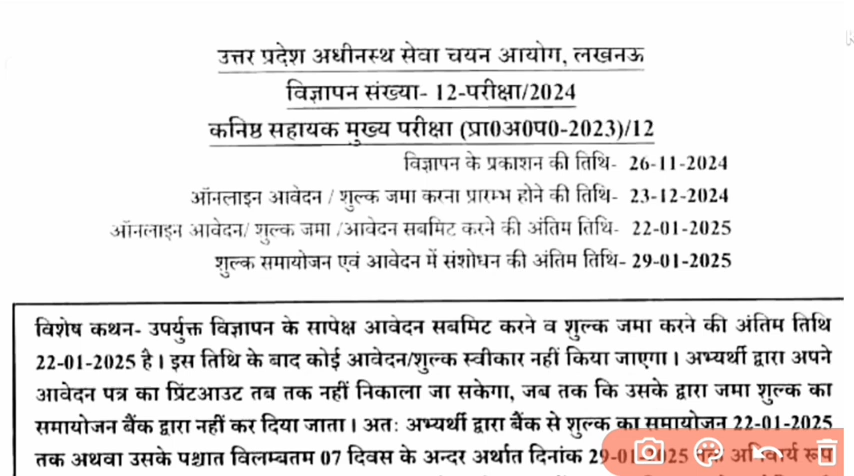 उत्तर प्रदेश अधीनस्थ सेवा चयन आयोग, लखनऊ
विज्ञापन संख्या- 12-परीक्षा/2024
कनिष्ठ सहायक मुख्य परीक्षा (प्रा0अ0प0-2023)/12
विज्ञापन के प्रकाशन की तिथि- 26-11-2024
ऑनलाइन आवेदन / शुल्क जमा करना प्रारम्भ होने की तिथि- 23-12-2024
ऑनलाइन आवेदन/ शुल्क जमा /आवेदन सबमिट करने की अंतिम तिथि- 22-01-2025
शुल्क समायोजन एवं आवेदन में संशोधन की अंतिम तिथि- 29-01-2025
विशेष कथन- उपर्युक्त विज्ञापन के सापेक्ष आवेदन सबमिट करने व शुल्क जमा करने की अंतिम तिथि
22-01-2025 है। इस तिथि के बाद कोई आवेदन/शुल्क स्वीकार नहीं किया जाएगा। अभ्यर्थी द्वारा अपने
आवेदन पत्र का प्रिंटआउट तब तक नहीं निकाला जा सकेगा, जब तक कि उसके द्वारा जमा शुल्क का
समायोजन बैंक द्वारा नहीं कर दिया जाता। अतः अभ्यर्थी द्वारा बैंक से शुल्क का समायोजन 22-01-2025
तक अथवा उसके पश्चात विलम्बतम 07 दिवस के अन्दर अर्थात दिनांक 29-01-2025 अनिवार्य रूप